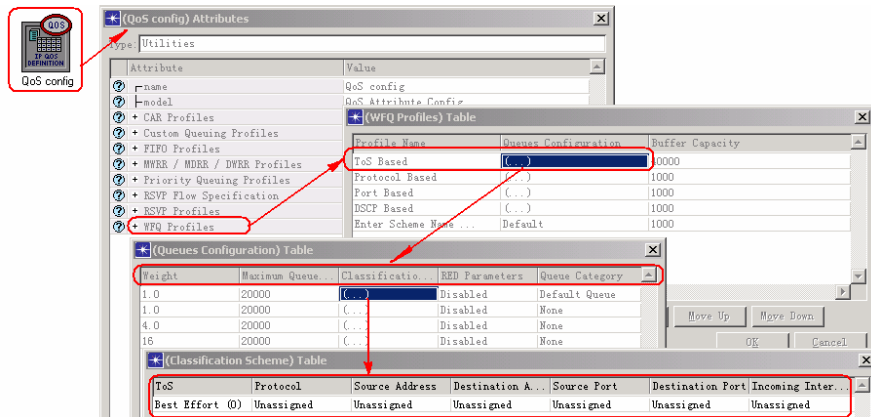 QOS
IP QOS
DEFINITION
QoS config
(QoS config) Attributes
Type: Utilities
Attribute Value
name QoS config
model QoS Attribute Config
+ CAR Profiles
+ Custom Queuing Profiles
+ FIFO Profiles
+ MWRR / MDRR / DWRR Profiles
+ Priority Queuing Profiles
+ RSVP Flow Specification
+ RSVP Profiles
+ WFQ Profiles
(WFQ Profiles) Table
Profile Name Queues Configuration Buffer Capacity
ToS Based (...)
Protocol Based (...) 1000
Port Based (...) 1000
DSCP Based (...) 1000
Enter Scheme Name ... Default 1000
Move Up Move Down
OK Cancel
(Queues Configuration) Table
Weight Maximum Queue... Classificatio... RED Parameters Queue Category
1.0 20000 (...) Disabled Default Queue
1.0 20000 (...) Disabled None
4.0 20000 (...) Disabled None
16 20000 (...) Disabled None
(Classification Scheme) Table
ToS Protocol Source Address Destination A... Source Port Destination Port Incoming Inter...
Best Effort (0) Unassigned Unassigned Unassigned Unassigned Unassigned Unassigned